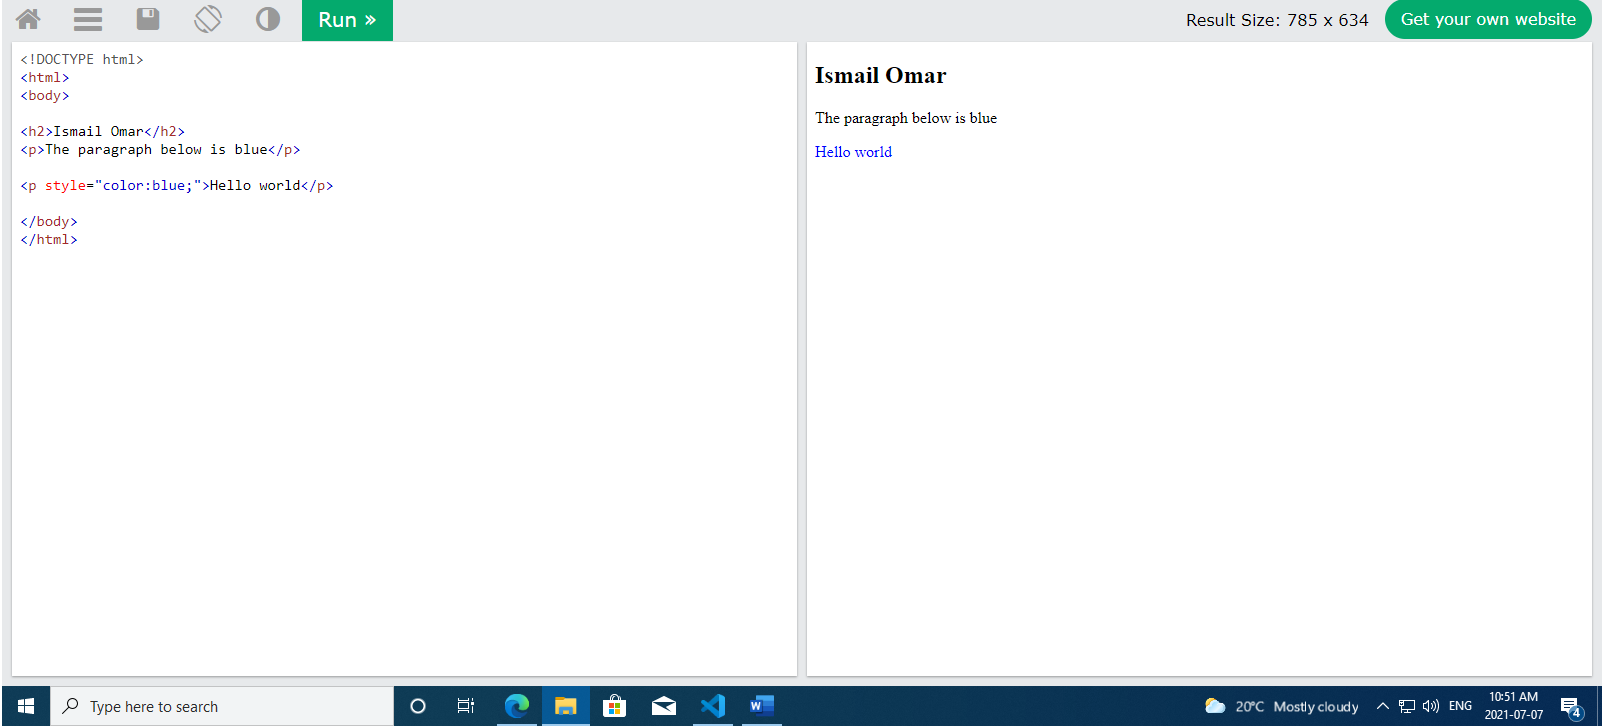 Run »
Result Size: 785 x 634
Get your own website
<!DOCTYPE html>
<html>
<body>
<h2>Ismail Omar</h2>
<p>The paragraph below is blue</p>
<p style="color:blue;">Hello world</p>
</body>
</html>
Ismail Omar
The paragraph below is blue
Hello world
Type here to search
W
20°C Mostly cloudy
ENG
10:51 AM
2021-07-07
4